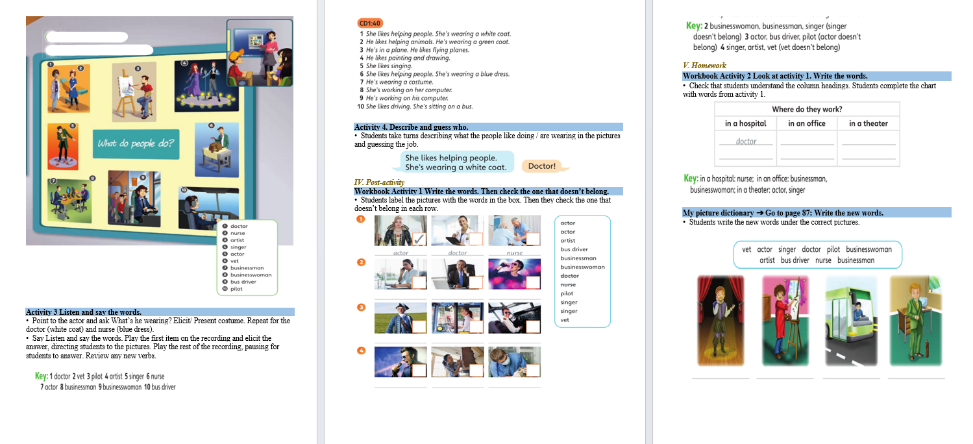 What do people do?
1 doctor
2 nurse
3 artist
4 singer
5 actor
6 vet
7 businessman
8 businesswoman
9 bus driver
10 pilot
Activity 3 Listen and say the words.
• Point to the actor and ask What's he wearing? Elicit/ Present costume. Repeat for the
doctor (white coat) and nurse (blue dress).
• Say Listen and say the words. Play the first item on the recording and elicit the
answer, directing students to the pictures. Play the rest of the recording, pausing for
students to answer. Review any new verbs.
Key: 1 doctor 2 vet 3 pilot 4 artist 5 singer 6 nurse
7 actor 8 businessman 9 businesswoman 10 bus driver
CD1:40
1 She likes helping people. She's wearing a white coat.
2 He likes helping animals. He's wearing a green coat.
3 He's in a plane. He likes flying planes.
4 He likes painting and drawing.
5 She likes singing.
6 She likes helping people. She's wearing a blue dress.
7 He's wearing a costume.
8 She's working on her computer.
9 He's working on his computer.
10 She likes driving. She's sitting on a bus.
Activity 4. Describe and guess who.
• Students take turns describing what the people like doing / are wearing in the pictures
and guessing the job.
She likes helping people.
She's wearing a white coat.
Doctor!
IV. Post-activity
Workbook Activity 1 Write the words. Then check the one that doesn't belong.
• Students label the pictures with the words in the box. Then they check the one that
doesn't belong in each row.
1
actor doctor nurse
2
3
4
actor
actor
artist
bus driver
businessman
businesswoman
doctor
nurse
pilot
singer
singer
vet
Key: 2 businesswoman, businessman, singer (singer
doesn't belong) 3 actor, bus driver, pilot (actor doesn't
belong) 4 singer, artist, vet (vet doesn't belong)
V. Homework
Workbook Activity 2 Look at activity 1. Write the words.
• Check that students understand the column headings. Students complete the chart
with words from activity 1.
Where do they work?
in a hospital in an office in a theater
doctor
Key: in a hospital: nurse; in an office: businessman,
businesswoman; in a theater: actor, singer
My picture dictionary ➔ Go to page 87: Write the new words.
• Students write the new words under the correct pictures.
vet actor singer doctor pilot businesswoman
artist bus driver nurse businessman